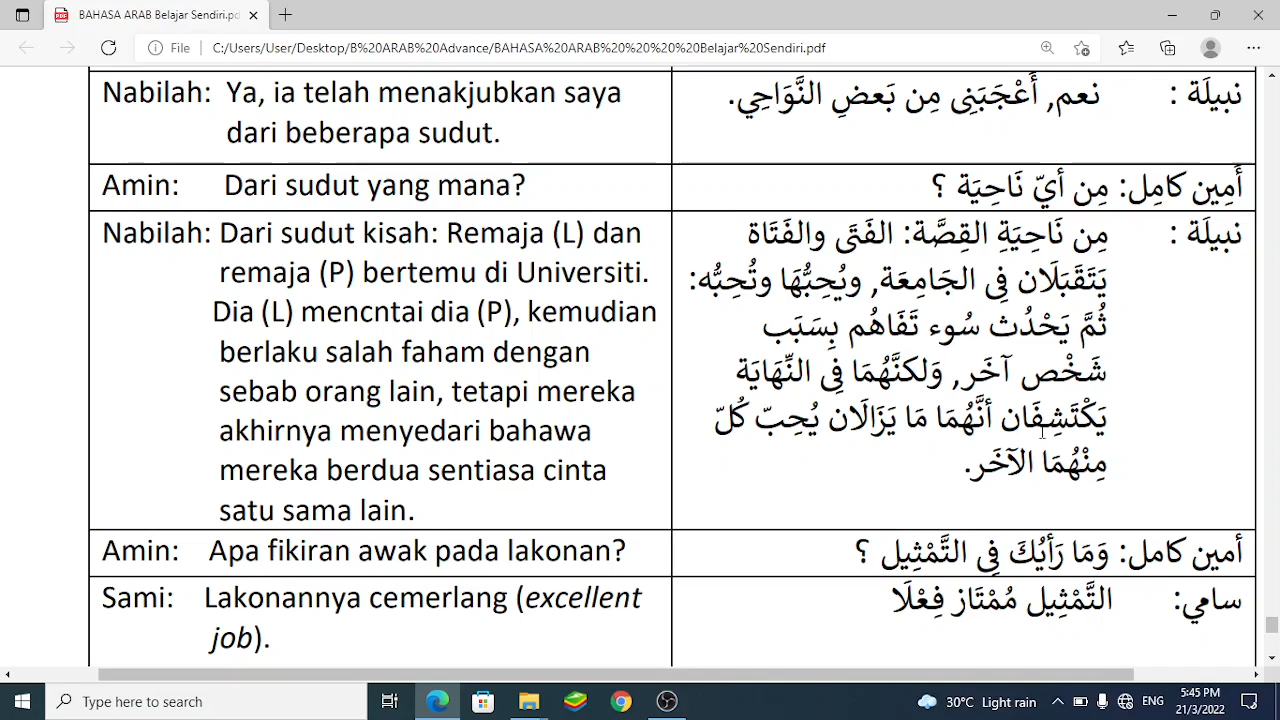 BAHASA ARAB Belajar Sendiri.pd
File
C:/Users/User/Desktop/B%20ARAB%20Advance/BAHASA%20ARAB%20%20%20%20Belajar%20Sendiri.pdf
Nabilah: Ya, ia telah menakjubkan saya
dari beberapa sudut.
نبيلَة : نعم, أَعْجَبَنِى مِن بَعضِ النَّوَاحِي.
Amin: Dari sudut yang mana?
أَمِين كامِل: مِن أيّ نَاحِيَة ؟
Nabilah: Dari sudut kisah: Remaja (L) dan
remaja (P) bertemu di Universiti.
Dia (L) mencntai dia (P), kemudian
berlaku salah faham dengan
sebab orang lain, tetapi mereka
akhirnya menyedari bahawa
mereka berdua sentiasa cinta
satu sama lain.
نبيلَة : مِن نَاحِيَةِ القِصَّة: الفَتَى والفَتَاة
يَتَقَبَلَان فِى الجَامِعَة, ويُحِبُّهَا وتُحِبُّه:
ثُمَّ يَحْدُث سُوء تَفَاهُم بِسَبَب
شَخْص آخَر, وَلكنَّهُمَا فِى النِّهَايَة
يَكْتَشِفَان أنَّهُمَا مَا يَزَالَان يُحِبّ كُلّ
مِنْهُمَا الآخَر.
Amin: Apa fikiran awak pada lakonan?
أمين كامل: وَمَا رَأيُكَ فِى التَّمْثِيل ؟
Sami: Lakonannya cemerlang (excellent
job).
سامي: التَّمْثِيل مُمْتَاز فِعْلَا
Type here to search
30°C Light rain
ENG
5:45 PM
21/3/2022